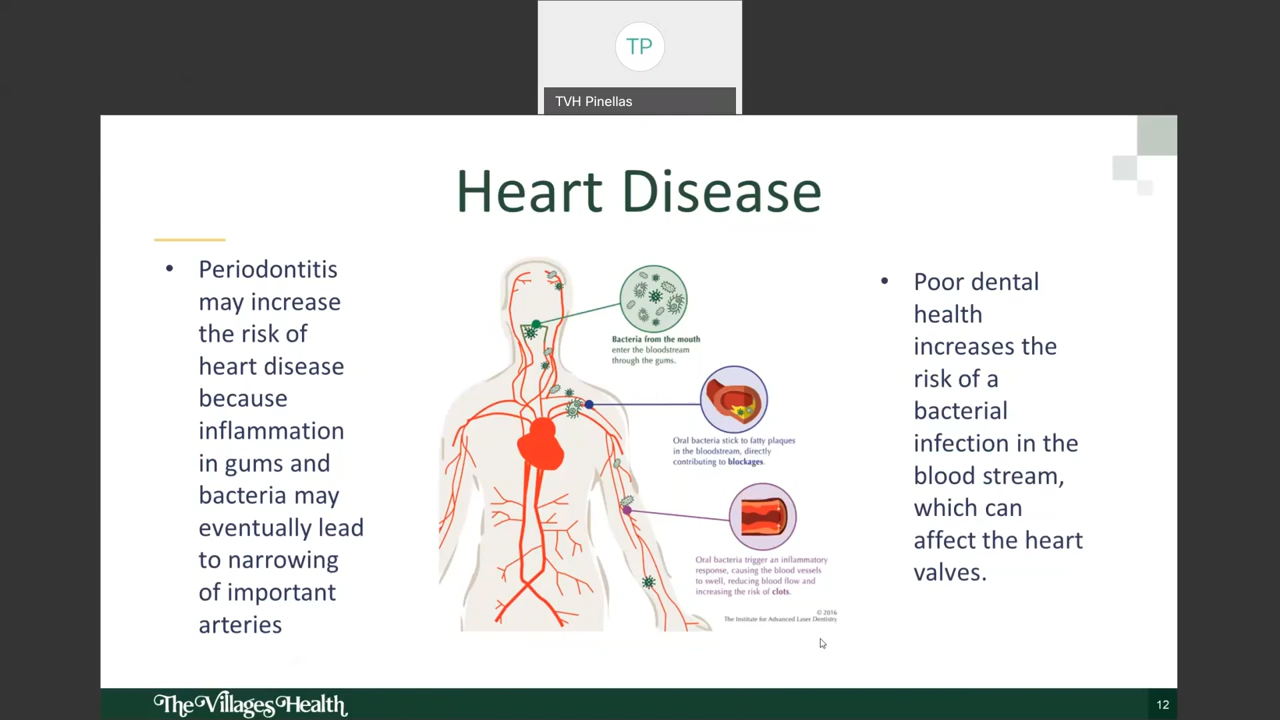 TP
TVH Pinellas
Heart Disease
• Periodontitis
may increase
the risk of
heart disease
because
inflammation
in gums and
bacteria may
eventually lead
to narrowing
of important
arteries
Bacteria from the mouth
enter the bloodstream
through the gums.
Oral bacteria stick to fatty plaques
in the bloodstream, directly
contributing to blockages.
Oral bacteria trigger an inflammatory
response, causing the blood vessels
to swell, reducing blood flow and
increasing the risk of clots.
© 2016
The Institute for Advanced Laser Dentistry
• Poor dental
health
increases the
risk of a
bacterial
infection in the
blood stream,
which can
affect the heart
valves.
The Villages Health
12